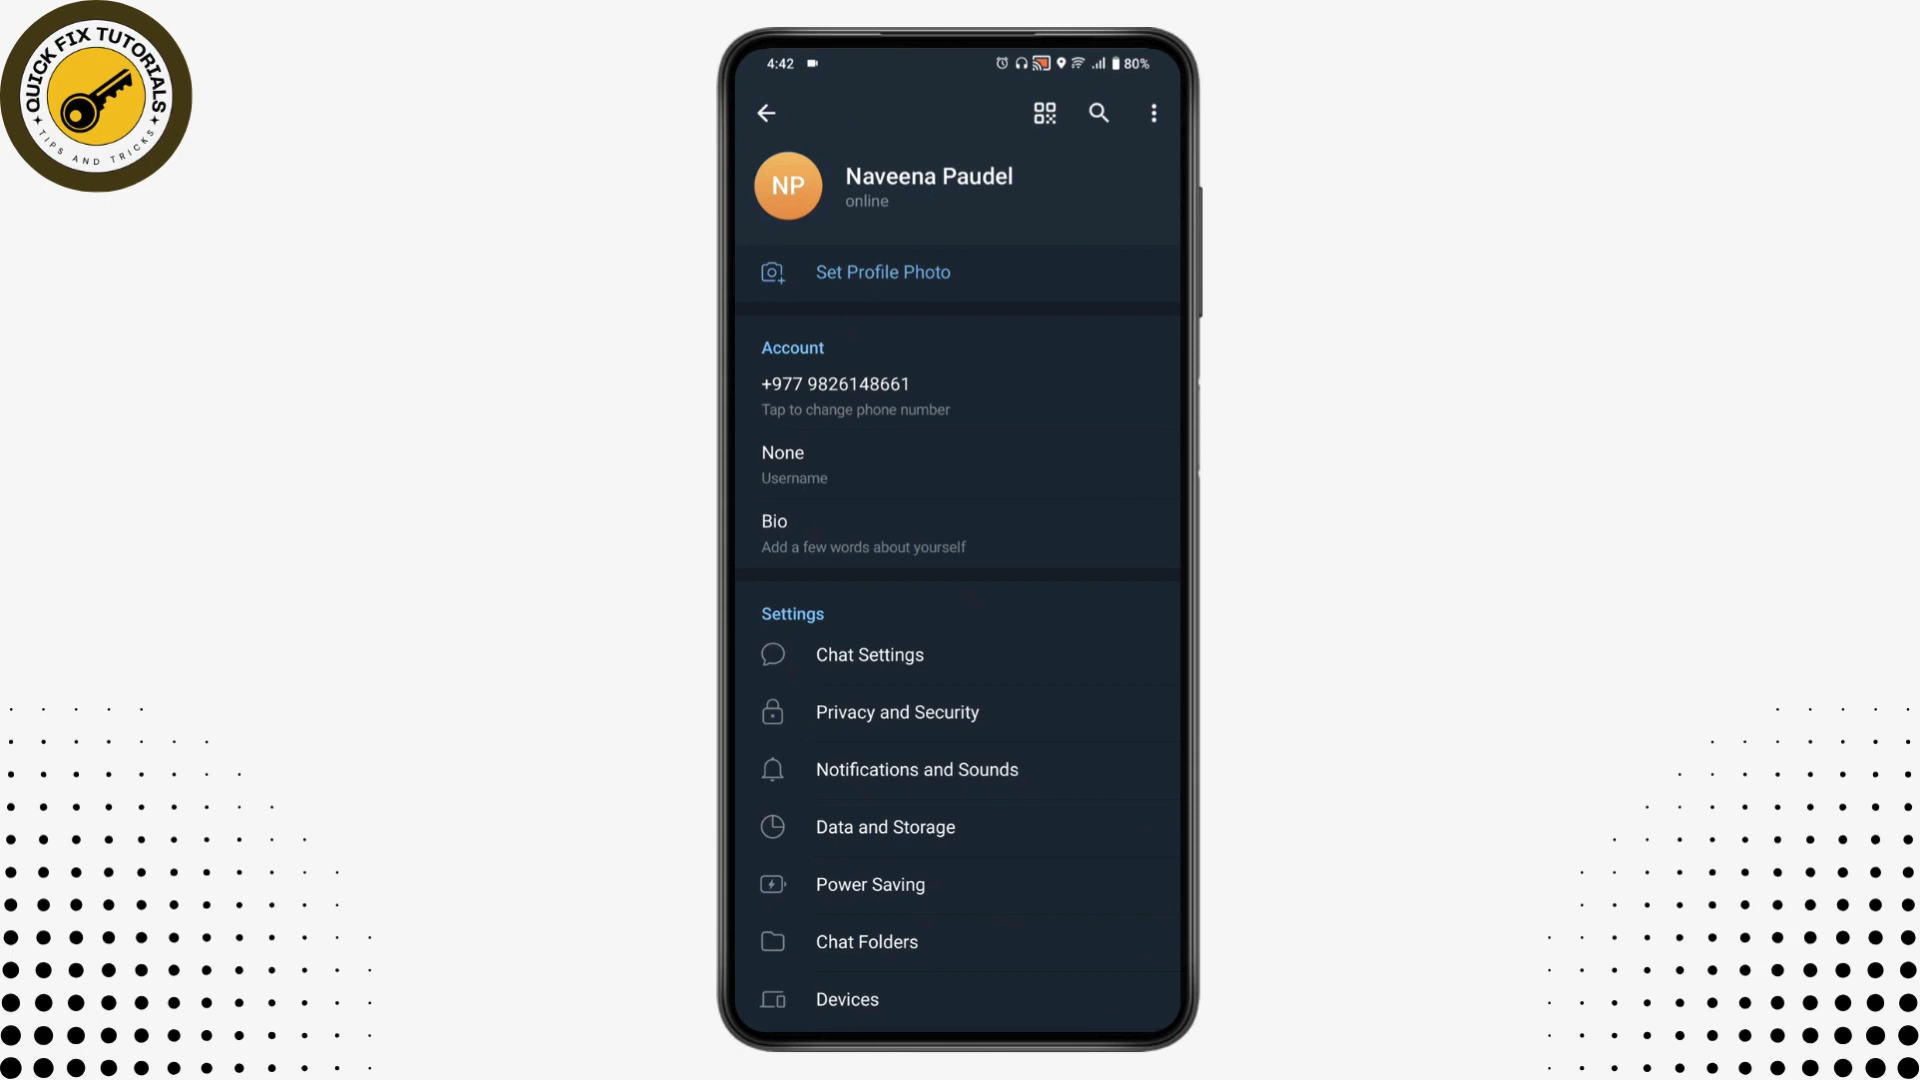 QUICK FIX TUTORIALS
TIPS AND TRICKS
4:42
80%
NP
Naveena Paudel
online
Set Profile Photo
Account
+977 9826148661
Tap to change phone number
None
Username
Bio
Add a few words about yourself
Settings
Chat Settings
Privacy and Security
Notifications and Sounds
Data and Storage
Power Saving
Chat Folders
Devices